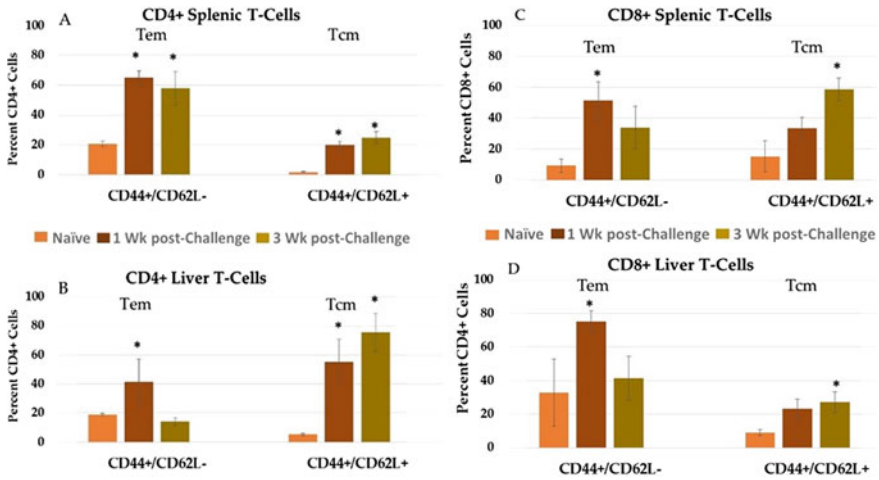 A
CD4+ Splenic T-Cells
Tem
Tcm
Percent CD4+ Cells
100
80
60
40
20
0
* * * *
CD44+/CD62L-
CD44+/CD62L+
C
CD8+ Splenic T-Cells
Tem
Tcm
Percent CD8+ Cells
100
80
60
40
20
0
* *
CD44+/CD62L-
CD44+/CD62L+
Naïve 1 Wk post-Challenge 3 Wk post-Challenge
Naïve 1 Wk post-Challenge 3 Wk post-Challenge
B
CD4+ Liver T-Cells
Tem
Tcm
Percent CD4+ Cells
100
80
60
40
20
0
* * *
CD44+/CD62L-
CD44+/CD62L+
D
CD8+ Liver T-Cells
Tem
Tcm
Percent CD4+ Cells
100
80
60
40
20
0
* *
CD44+/CD62L-
CD44+/CD62L+